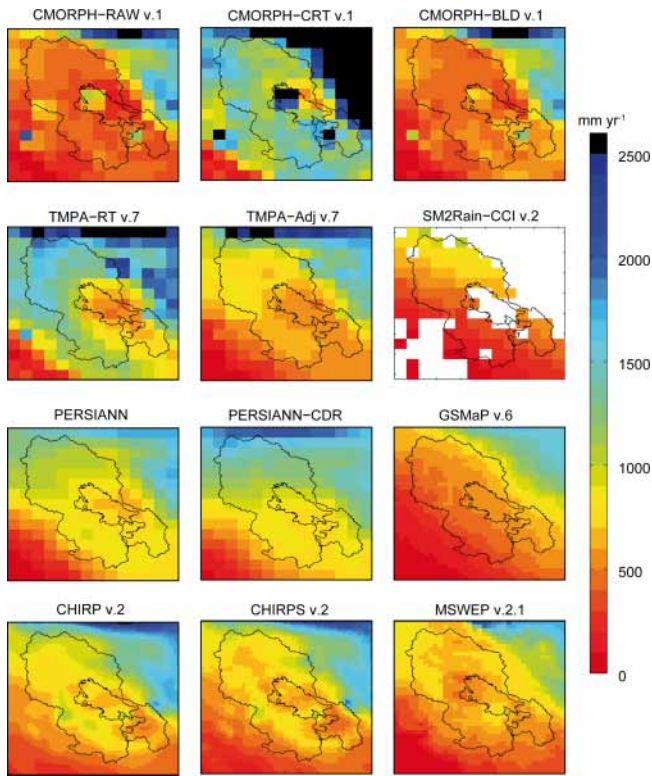 CMORPH−RAW v.1
CMORPH−CRT v.1
CMORPH−BLD v.1
mm yr⁻¹
2500
TMPA−RT v.7
TMPA−Adj v.7
SM2Rain−CCI v.2
2000
1500
PERSIANN
PERSIANN−CDR
GSMaP v.6
1000
500
CHIRP v.2
CHIRPS v.2
MSWEP v.2.1
0